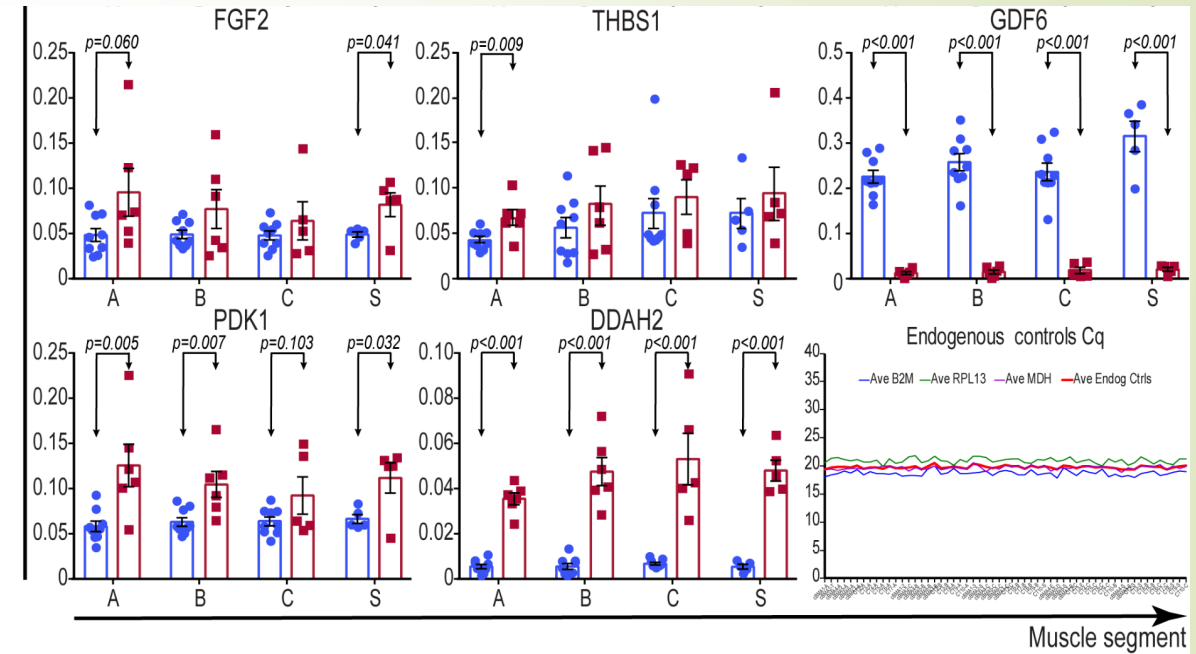 FGF2 THBS1 GDF6
p=0.060 p=0.041 p=0.009 p<0.001 p<0.001 p<0.001 p<0.001
0.25 0.25 0.5
0.20 0.20 0.4
0.15 0.15 0.3
0.10 0.10 0.2
0.05 0.05 0.1
0 0 0
A B C S A B C S A B C S
PDK1 DDAH2
Endogenous controls Cq
p=0.005 p=0.007 p=0.103 p=0.032 p<0.001 p<0.001 p<0.001 p<0.001
0.25 0.10 40
35
Ave B2M Ave RPL13 Ave MDH Ave Endog Ctrls
0.20 0.08 30
0.15 0.06 25
20
0.10 0.04 15
0.05 0.02 10
5
0 0 0
A B C S A B C S
Muscle segment